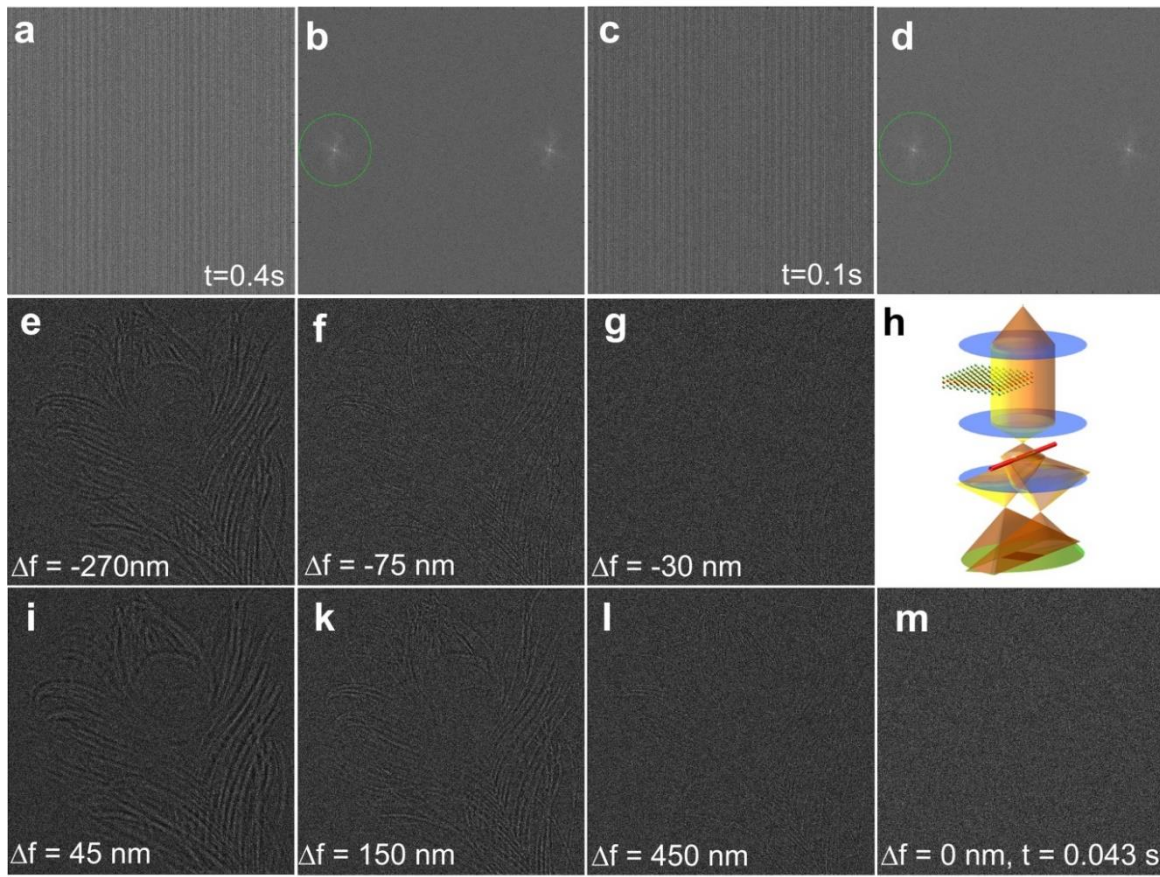 a
b
c
d
t=0.4s
t=0.1s
e
f
g
h
Δf = -270nm
Δf = -75 nm
Δf = -30 nm
i
k
l
m
Δf = 45 nm
Δf = 150 nm
Δf = 450 nm
Δf = 0 nm, t = 0.043 s